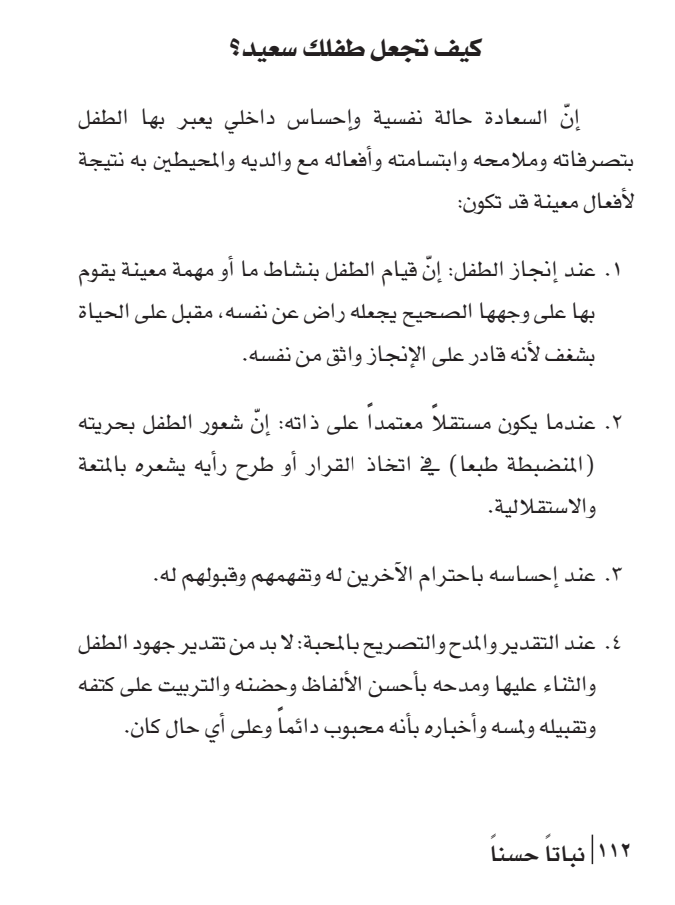 كيف تجعل طفلك سعيد؟
إنّ السعادة حالة نفسية وإحساس داخلي يعبر بها الطفل
بتصرفاته وملامحه وابتسامته وأفعاله مع والديه والمحيطين به نتيجة
لأفعال معينة قد تكون:
١. عند إنجاز الطفل: إنّ قيام الطفل بنشاط ما أو مهمة معينة يقوم
بها على وجهها الصحيح يجعله راض عن نفسه، مقبل على الحياة
بشغف لأنه قادر على الإنجاز واثق من نفسه.
٢. عندما يكون مستقلاً معتمداً على ذاته: إنّ شعور الطفل بحريته
(المنضبطة طبعا) في اتخاذ القرار أو طرح رأيه يشعره بالمتعة
والاستقلالية.
٣. عند إحساسه باحترام الآخرين له وتفهمهم وقبولهم له.
٤. عند التقدير والمدح والتصريح بالمحبة: لا بد من تقدير جهود الطفل
والثناء عليها ومدحه بأحسن الألفاظ وحضنه والتربيت على كتفه
وتقبيله ولمسه وأخباره بأنه محبوب دائماً وعلى أي حال كان.
١١٢ | نباتاً حسناً